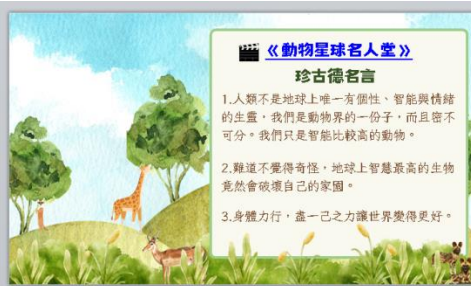 《動物星球名人堂》
珍古德名言
1.人類不是地球上唯一有個性、智能與情緒
的生靈，我們是動物界的一份子，而且密不
可分。我們只是智能比較高的動物。
2.難道不覺得奇怪，地球上智慧最高的生物
竟然會破壞自己的家園。
3.身體力行，盡一己之力讓世界變得更好。